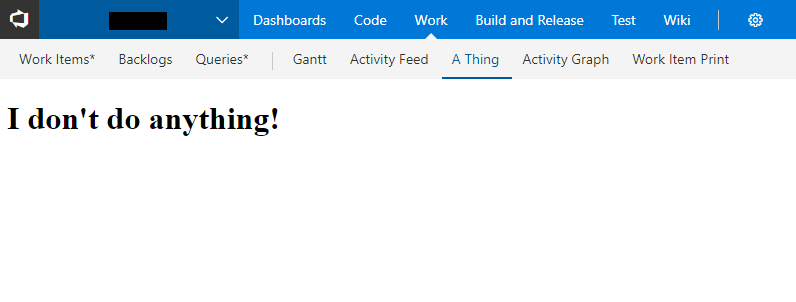 Dashboards Code Work Build and Release Test Wiki
Work Items* Backlogs Queries* Gantt Activity Feed A Thing Activity Graph Work Item Print
I don't do anything!